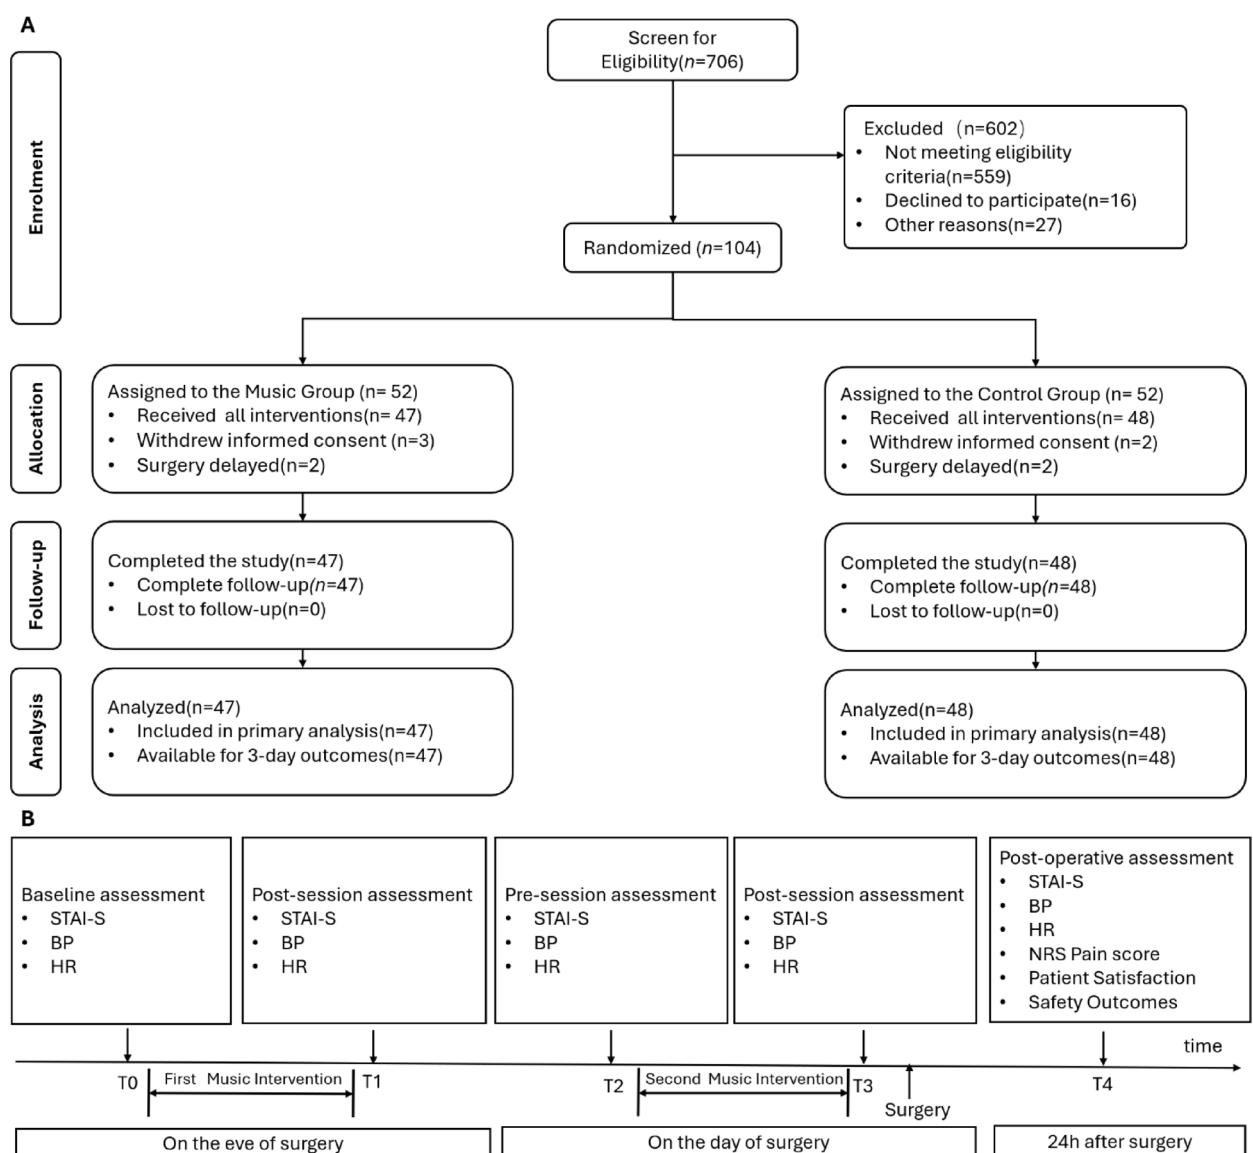 A
Screen for
Eligibility(n=706)
Enrolment
Excluded (n=602)
• Not meeting eligibility
criteria(n=559)
• Declined to participate(n=16)
• Other reasons(n=27)
Randomized (n=104)
Allocation
Assigned to the Music Group (n= 52)
• Received all interventions(n= 47)
• Withdrew informed consent (n=3)
• Surgery delayed(n=2)
Assigned to the Control Group (n= 52)
• Received all interventions(n= 48)
• Withdrew informed consent (n=2)
• Surgery delayed(n=2)
Follow-up
Completed the study(n=47)
• Complete follow-up(n=47)
• Lost to follow-up(n=0)
Completed the study(n=48)
• Complete follow-up(n=48)
• Lost to follow-up(n=0)
Analysis
Analyzed(n=47)
• Included in primary analysis(n=47)
• Available for 3-day outcomes(n=47)
Analyzed(n=48)
• Included in primary analysis(n=48)
• Available for 3-day outcomes(n=48)
B
Baseline assessment
• STAI-S
• BP
• HR
Post-session assessment
• STAI-S
• BP
• HR
Pre-session assessment
• STAI-S
• BP
• HR
Post-session assessment
• STAI-S
• BP
• HR
Post-operative assessment
• STAI-S
• BP
• HR
• NRS Pain score
• Patient Satisfaction
• Safety Outcomes
time
T0
First Music Intervention
T1
T2
Second Music Intervention
T3
Surgery
T4
On the eve of surgery
On the day of surgery
24h after surgery